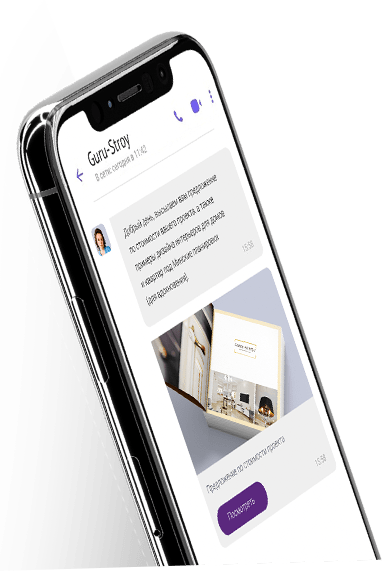 Guru-Stroy
В сети: сегодня в 11:42
Добрый день, высылаем вам предложение
по стоимости вашего проекта, а также
примеры дизайна интерьеров для домов
и квартир под Минские планировки
(для вдохновения)
15:58
Предложение по стоимости проекта
15:58
Посмотреть